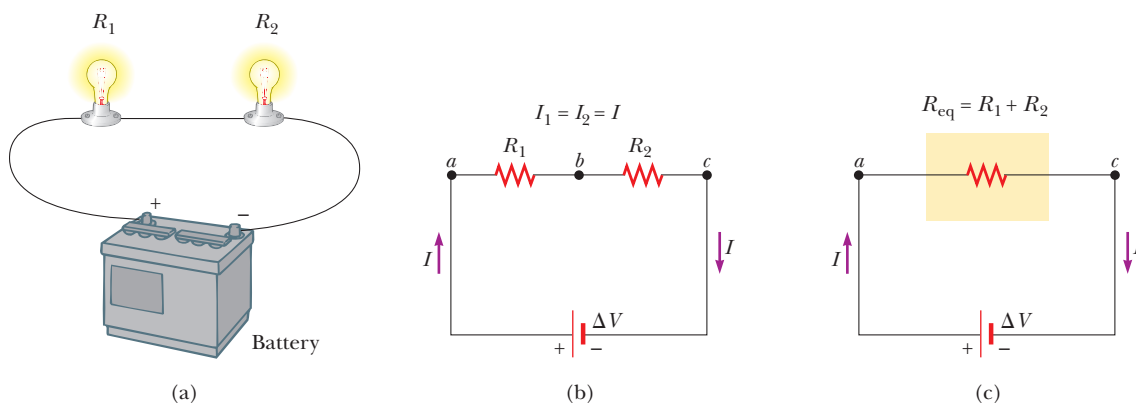 R1 R2
+ −
Battery
(a)
I1 = I2 = I
a R1 b R2 c
I I
ΔV
+ −
(b)
Req = R1 + R2
a c
I I
ΔV
+ −
(c)